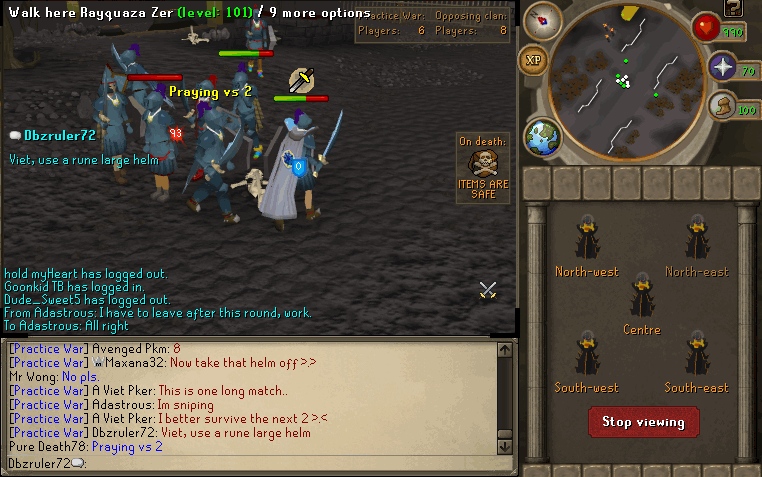 Walk here Rayquaza Zer (level: 101) / 9 more options
Practice War: Opposing clan:
Players: 6 Players: 8
990
XP
70
100
Praying vs 2
93
Dbzruler72
Viet, use a rune large helm
0
On death:
ITEMS ARE
SAFE
North-west North-east
Centre
South-west South-east
Stop viewing
hold myHeart has logged out.
Goonkid TB has logged in.
Dude_Sweet5 has logged out.
From Adastrous: I have to leave after this round, work.
To Adastrous: All right
[Practice War] Avenged Pkm: 8
[Practice War] Maxana32: Now take that helm off >.>
Mr Wong: No pls.
[Practice War] A Viet Pker: This is one long match..
[Practice War] Adastrous: Im sniping
[Practice War] A Viet Pker: I better survive the next 2 >.<
[Practice War] Dbzruler72: Viet, use a rune large helm
Pure Death78: Praying vs 2
Dbzruler72: